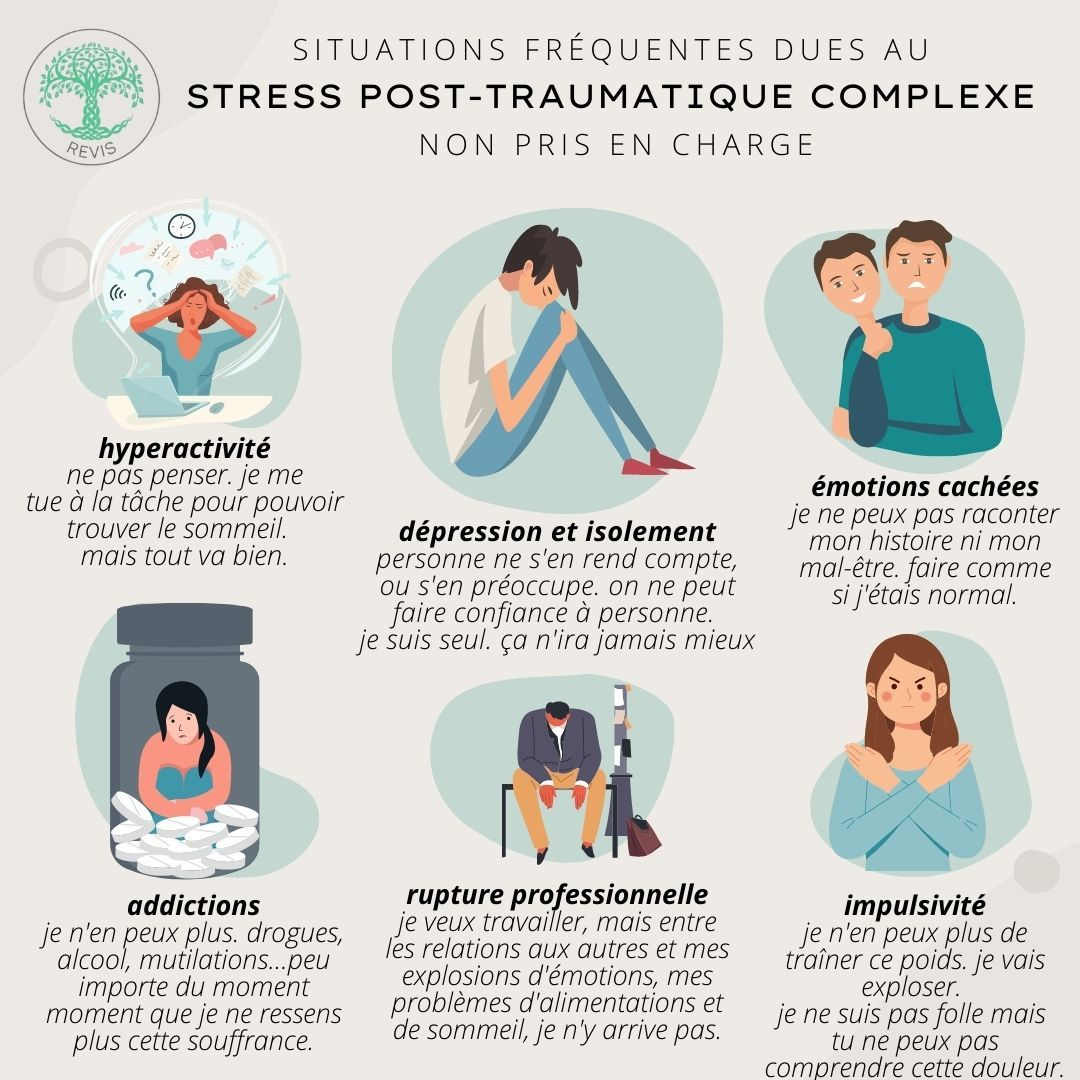 REVIS
SITUATIONS FRÉQUENTES DUES AU
STRESS POST-TRAUMATIQUE COMPLEXE
NON PRIS EN CHARGE
hyperactivité
ne pas penser. je me
tue à la tâche pour pouvoir
trouver le sommeil.
mais tout va bien.
dépression et isolement
personne ne s'en rend compte,
ou s'en préoccupe. on ne peut
faire confiance à personne.
je suis seul. ça n'ira jamais mieux
émotions cachées
je ne peux pas raconter
mon histoire ni mon
mal-être. faire comme
si j'étais normal.
addictions
je n'en peux plus. drogues,
alcool, mutilations...peu
importe du moment
moment que je ne ressens
plus cette souffrance.
rupture professionnelle
je veux travailler, mais entre
les relations aux autres et mes
explosions d'émotions, mes
problèmes d'alimentations et
de sommeil, je n'y arrive pas.
impulsivité
je n'en peux plus de
traîner ce poids. je vais
exploser.
je ne suis pas folle mais
tu ne peux pas
comprendre cette douleur.